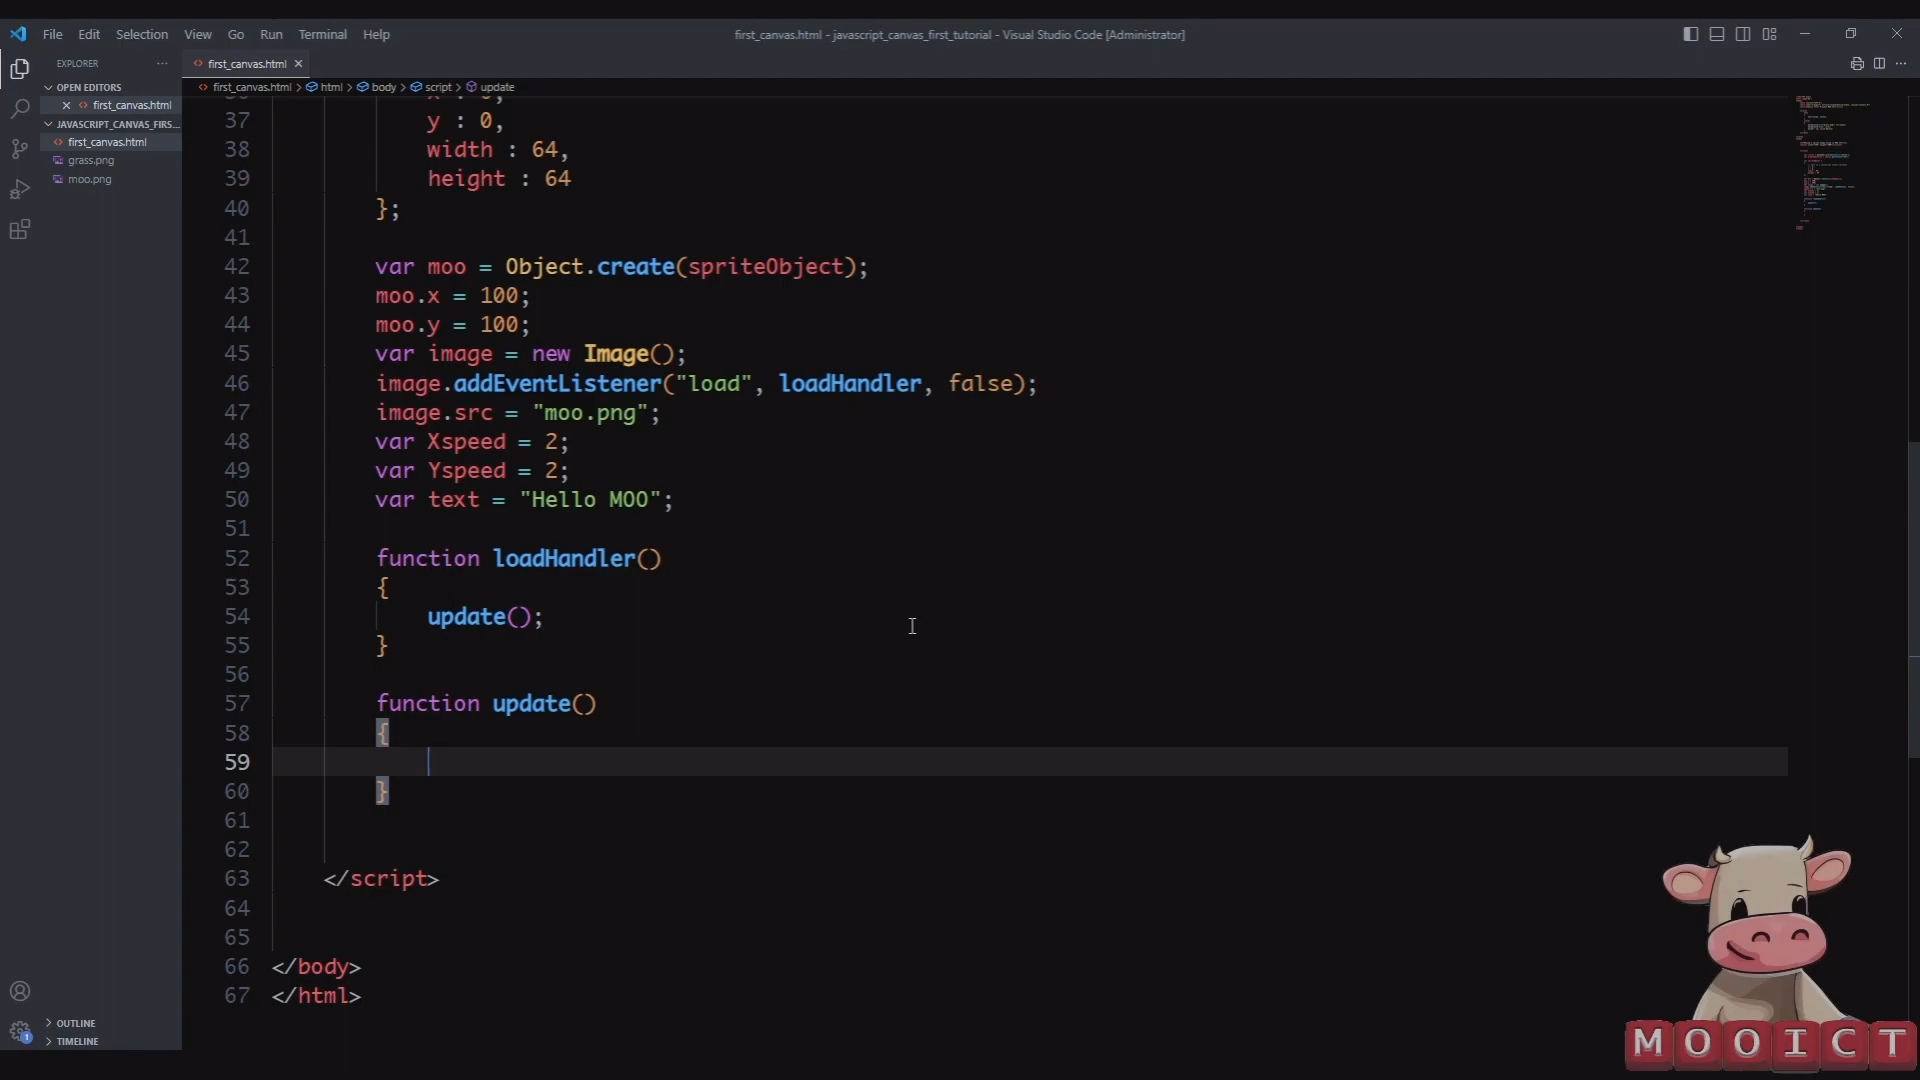 File Edit Selection View Go Run Terminal Help
first_canvas.html - javascript_canvas_first_tutorial - Visual Studio Code [Administrator]
EXPLORER
first_canvas.html
OPEN EDITORS
first_canvas.html > html > body > script > update
first_canvas.html
JAVASCRIPT_CANVAS_FIRS...
first_canvas.html
grass.png
moo.png
37 y : 0,
38 width : 64,
39 height : 64
40 };
41
42 var moo = Object.create(spriteObject);
43 moo.x = 100;
44 moo.y = 100;
45 var image = new Image();
46 image.addEventListener("load", loadHandler, false);
47 image.src = "moo.png";
48 var Xspeed = 2;
49 var Yspeed = 2;
50 var text = "Hello MOO";
51
52 function loadHandler()
53 {
54 update();
55 }
56
57 function update()
58 {
59
60 }
61
62
63 </script>
64
65
66 </body>
67 </html>
OUTLINE
1
TIMELINE
MOOICT